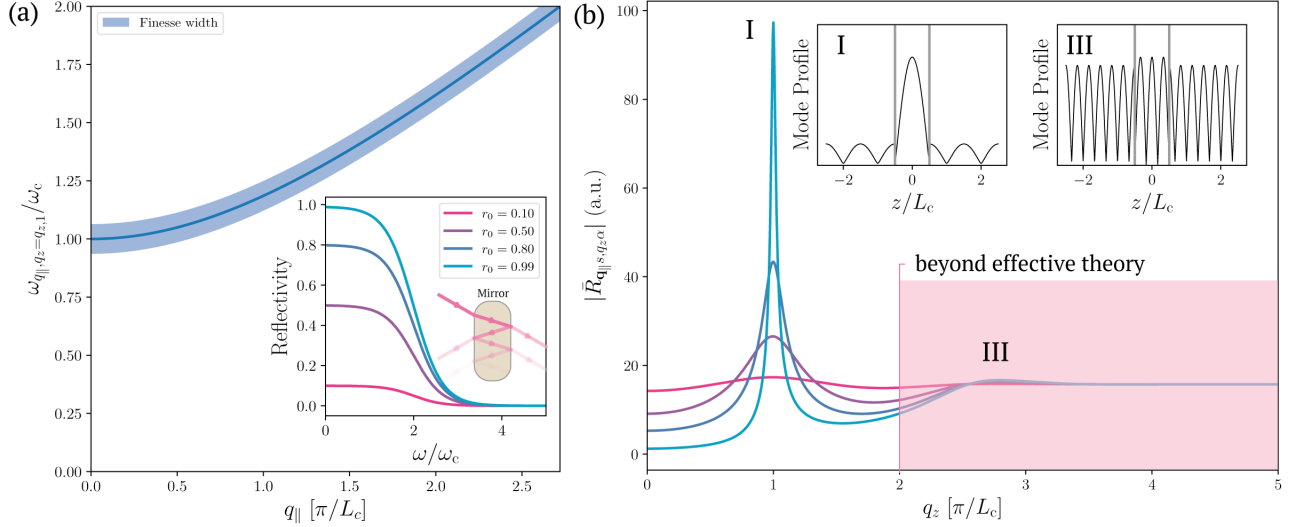 (a)
Finesse width
2.00
1.75
1.50
1.25
1.00
0.75
0.50
0.25
0.00
ω_{q_∥,q_z=q_{z,1}}/ω_c
0.0 0.5 1.0 1.5 2.0 2.5
q_∥ [π/L_c]
1.0
0.8
0.6
0.4
0.2
0.0
Reflectivity
r_0 = 0.10
r_0 = 0.50
r_0 = 0.80
r_0 = 0.99
Mirror
0 2 4
ω/ω_c
(b)
100
80
60
40
20
0
|R̄_{𝐪_∥s,q_zα}| (a.u.)
I
I
Mode Profile
−2 0 2
z/L_c
III
Mode Profile
−2 0 2
z/L_c
beyond effective theory
III
0 1 2 3 4 5
q_z [π/L_c]